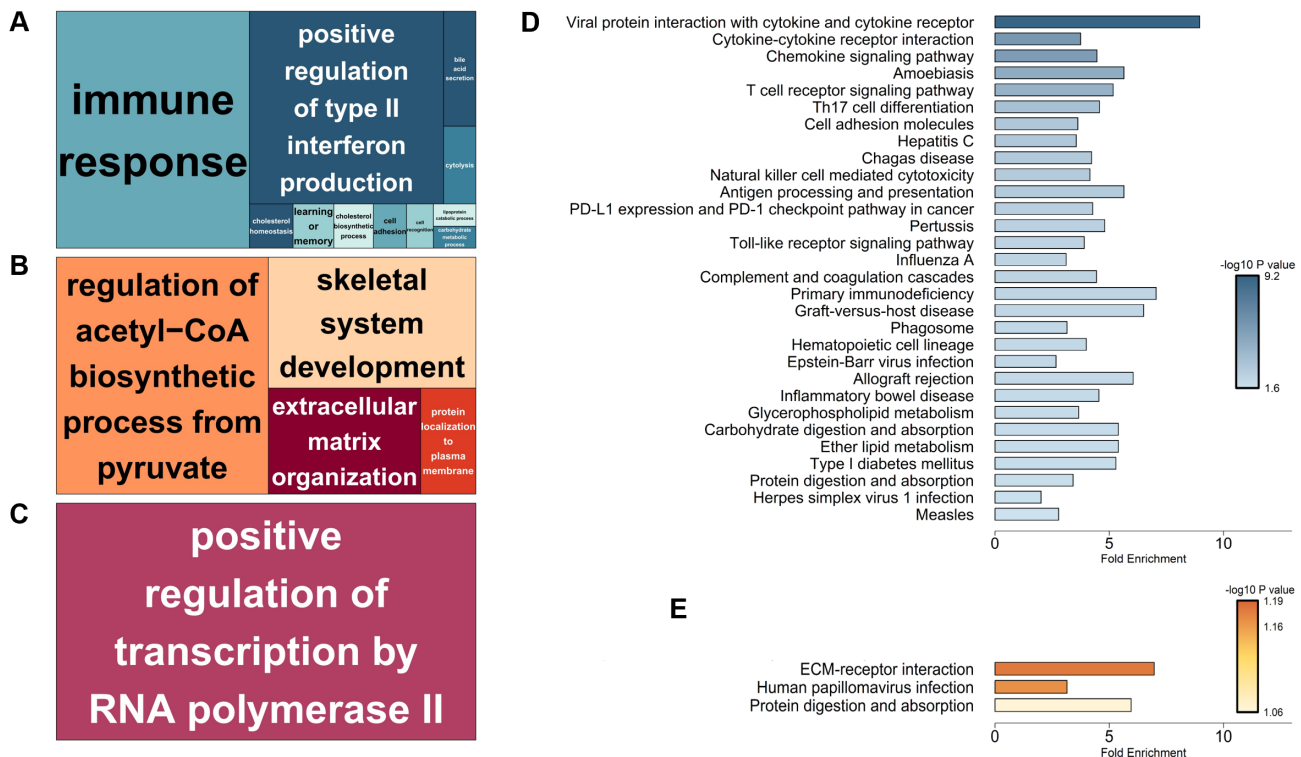 A
immune
response
positive
regulation
of type II
interferon
production
bile
acid
secretion
cytolysis
cholesterol
homeostasis
learning
or
memory
cholesterol
biosynthetic
process
cell
adhesion
cell
recognition
lipoprotein
catabolic process
carbohydrate
metabolic
process
B
regulation of
acetyl−CoA
biosynthetic
process from
pyruvate
skeletal
system
development
extracellular
matrix
organization
protein
localization
to
plasma
membrane
C
positive
regulation of
transcription by
RNA polymerase II
D
Viral protein interaction with cytokine and cytokine receptor
Cytokine-cytokine receptor interaction
Chemokine signaling pathway
Amoebiasis
T cell receptor signaling pathway
Th17 cell differentiation
Cell adhesion molecules
Hepatitis C
Chagas disease
Natural killer cell mediated cytotoxicity
Antigen processing and presentation
PD-L1 expression and PD-1 checkpoint pathway in cancer
Pertussis
Toll-like receptor signaling pathway
Influenza A
Complement and coagulation cascades
Primary immunodeficiency
Graft-versus-host disease
Phagosome
Hematopoietic cell lineage
Epstein-Barr virus infection
Allograft rejection
Inflammatory bowel disease
Glycerophospholipid metabolism
Carbohydrate digestion and absorption
Ether lipid metabolism
Type I diabetes mellitus
Protein digestion and absorption
Herpes simplex virus 1 infection
Measles
0 5 10
Fold Enrichment
-log10 P value
9.2
1.6
E
ECM-receptor interaction
Human papillomavirus infection
Protein digestion and absorption
0 5 10
Fold Enrichment
-log10 P value
1.19
1.16
1.06